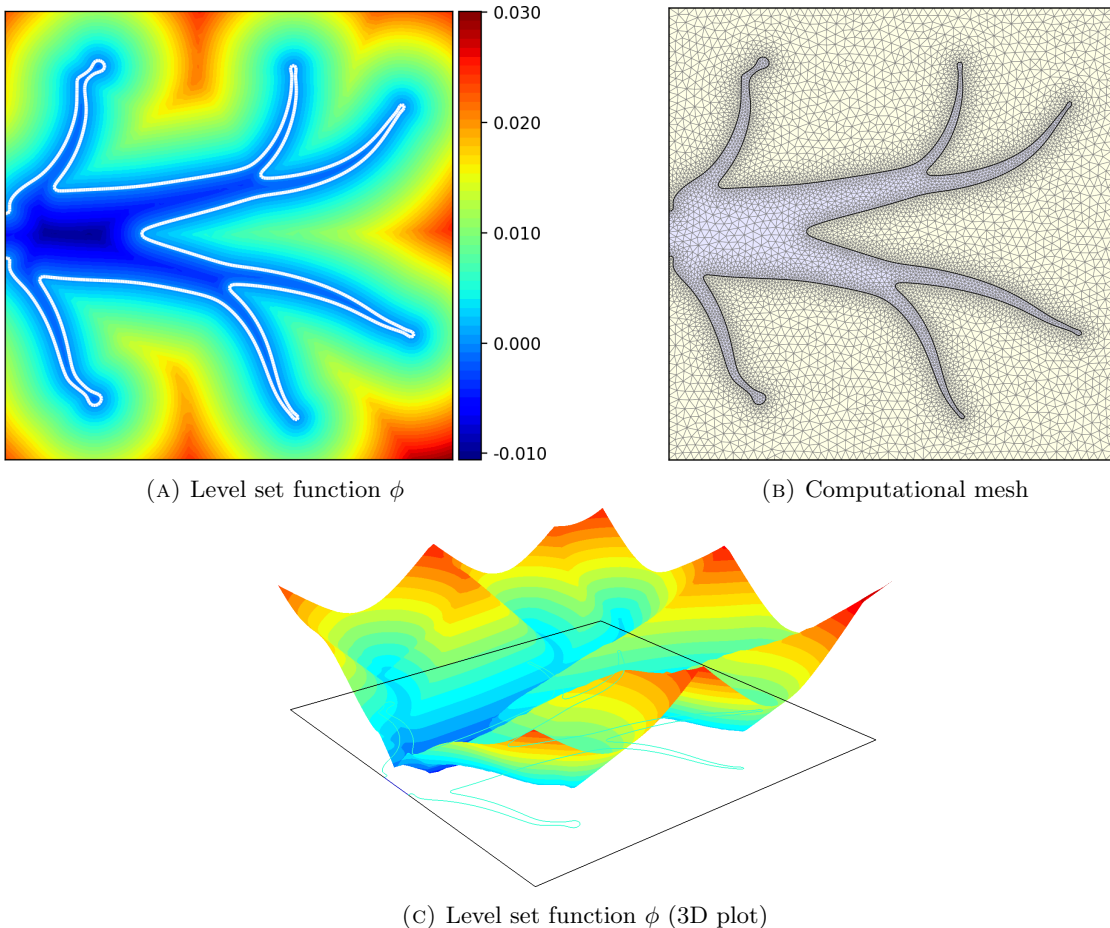 0.030
0.020
0.010
0.000
-0.010
(A) Level set function ϕ
(B) Computational mesh
(C) Level set function ϕ (3D plot)